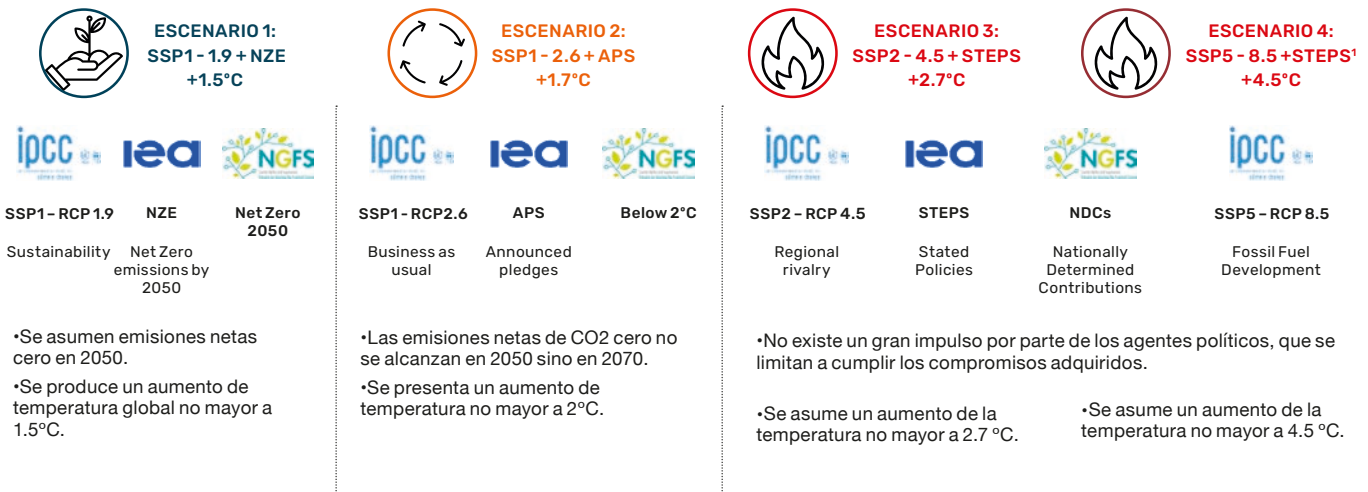 ESCENARIO 1:
SSP1 - 1.9 + NZE
+1.5°C
ESCENARIO 2:
SSP1 - 2.6 + APS
+1.7°C
ESCENARIO 3:
SSP2 - 4.5 + STEPS
+2.7°C
ESCENARIO 4:
SSP5 - 8.5 +STEPS¹
+4.5°C
ipcc
iea
NGFS
ipcc
iea
NGFS
ipcc
iea
NGFS
ipcc
SSP1 – RCP 1.9
NZE
Net Zero
2050
SSP1 - RCP2.6
APS
Below 2°C
SSP2 – RCP 4.5
STEPS
NDCs
SSP5 – RCP 8.5
Sustainability
Net Zero
emissions by
2050
Business as
usual
Announced
pledges
Regional
rivalry
Stated
Policies
Nationally
Determined
Contributions
Fossil Fuel
Development
•Se asumen emisiones netas
cero en 2050.
•Se produce un aumento de
temperatura global no mayor a
1.5°C.
•Las emisiones netas de CO2 cero no
se alcanzan en 2050 sino en 2070.
•Se presenta un aumento de
temperatura no mayor a 2°C.
•No existe un gran impulso por parte de los agentes políticos, que se
limitan a cumplir los compromisos adquiridos.
•Se asume un aumento de la
temperatura no mayor a 2.7 °C.
•Se asume un aumento de la
temperatura no mayor a 4.5 °C.